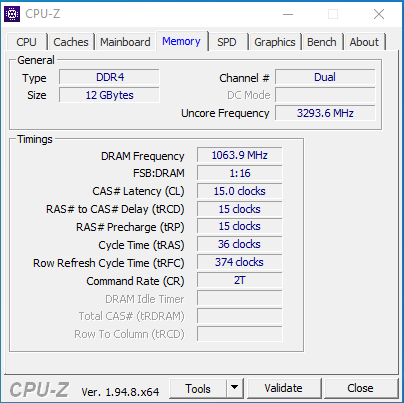 CPU-Z
CPU Caches Mainboard Memory SPD Graphics Bench About
General
Type DDR4 Channel # Dual
Size 12 GBytes DC Mode
Uncore Frequency 3293.6 MHz
Timings
DRAM Frequency 1063.9 MHz
FSB:DRAM 1:16
CAS# Latency (CL) 15.0 clocks
RAS# to CAS# Delay (tRCD) 15 clocks
RAS# Precharge (tRP) 15 clocks
Cycle Time (tRAS) 36 clocks
Row Refresh Cycle Time (tRFC) 374 clocks
Command Rate (CR) 2T
DRAM Idle Timer
Total CAS# (tRDRAM)
Row To Column (tRCD)
CPU-Z Ver. 1.94.8.x64 Tools Validate Close